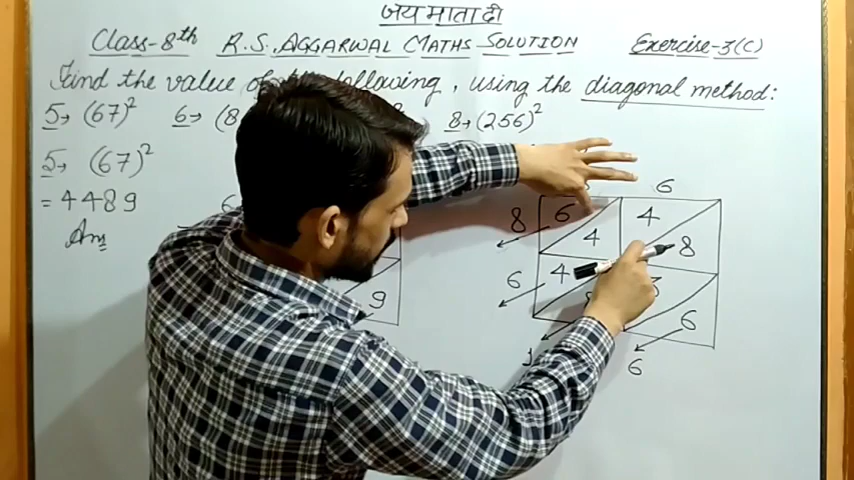 जय माता दी
Class-8th R.S. AGGARWAL MATHS SOLUTION Exercise-3(C)
Find the value of the following, using the diagonal method:
5→ (67)² 6→ (8 8→ (256)²
5→ (67)²
= 4489
Ans
6
8 6 4
4 8
6 4
9 6
6